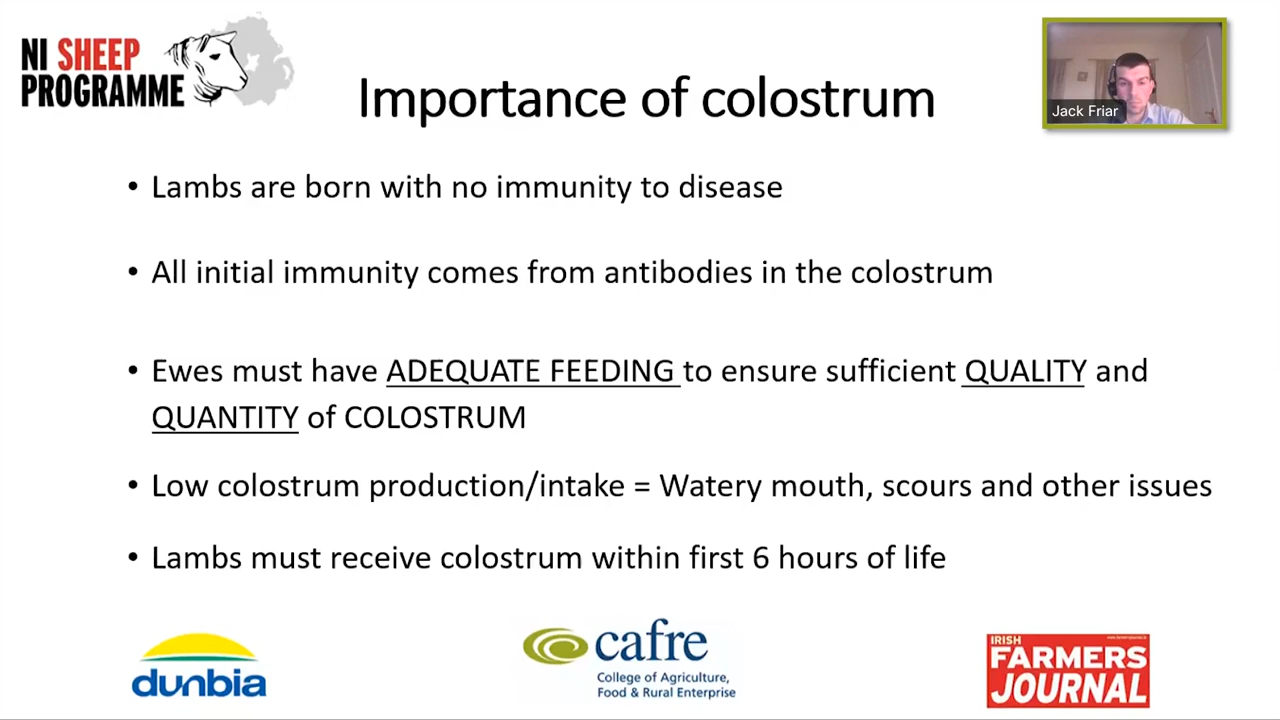 NI SHEEP
PROGRAMME
Importance of colostrum
Jack Friar
• Lambs are born with no immunity to disease
• All initial immunity comes from antibodies in the colostrum
• Ewes must have ADEQUATE FEEDING to ensure sufficient QUALITY and
QUANTITY of COLOSTRUM
• Low colostrum production/intake = Watery mouth, scours and other issues
• Lambs must receive colostrum within first 6 hours of life
dunbia
cafre
College of Agriculture,
Food & Rural Enterprise
IRISH
FARMERS
JOURNAL